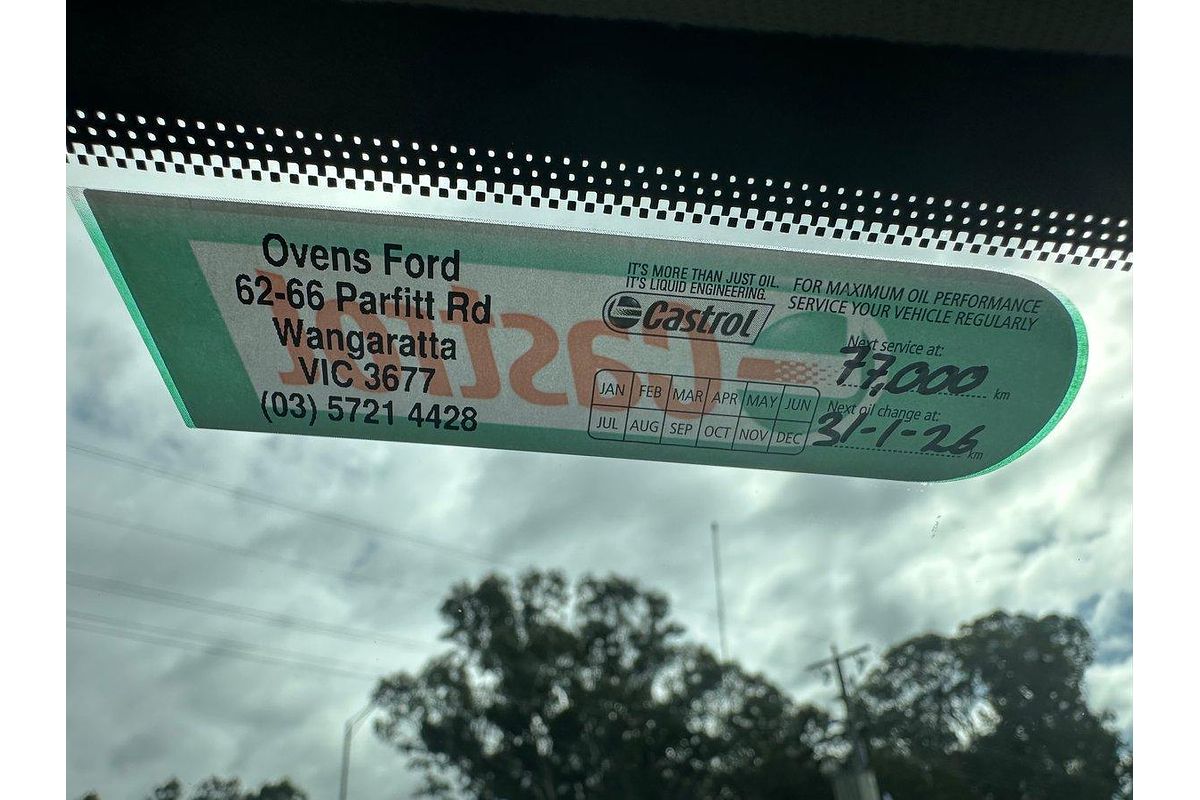 Ovens Ford
62-66 Parfitt Rd
Wangaratta
VIC 3677
(03) 5721 4428
Castrol
IT'S MORE THAN JUST OIL.
IT'S LIQUID ENGINEERING.
Castrol
JAN FEB MAR APR MAY JUN
JUL AUG SEP OCT NOV DEC
FOR MAXIMUM OIL PERFORMANCE
SERVICE YOUR VEHICLE REGULARLY
Next service at:
77,000 km
Next oil change at:
31-1-26 km